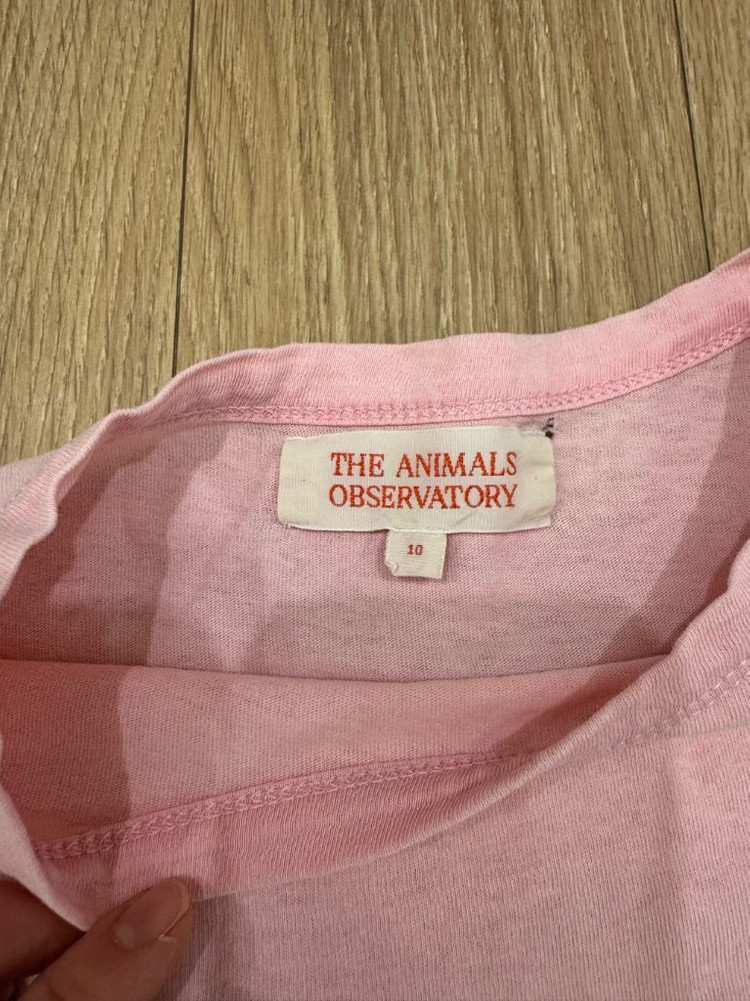 THE ANIMALS
OBSERVATORY
10